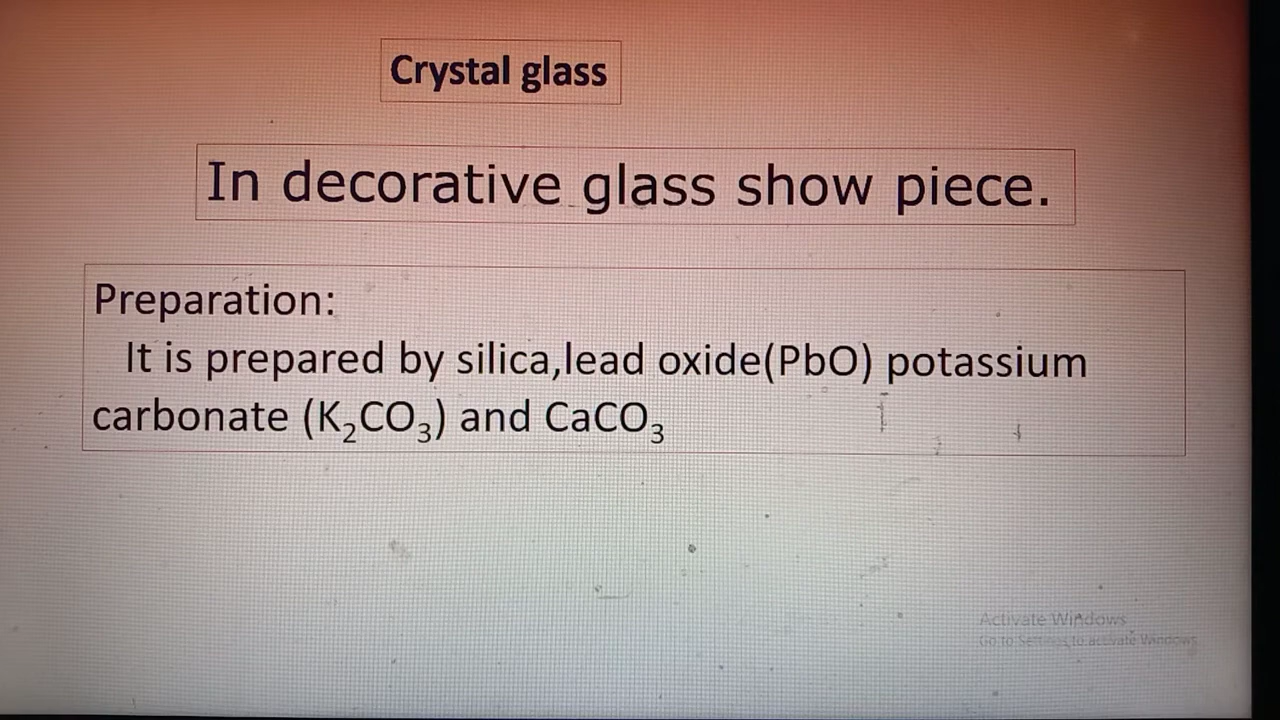 Crystal glass
In decorative glass show piece.
Preparation:
It is prepared by silica,lead oxide(PbO) potassium
carbonate (K₂CO₃) and CaCO₃
Activate Windows
Go to Settings to activate Windows.